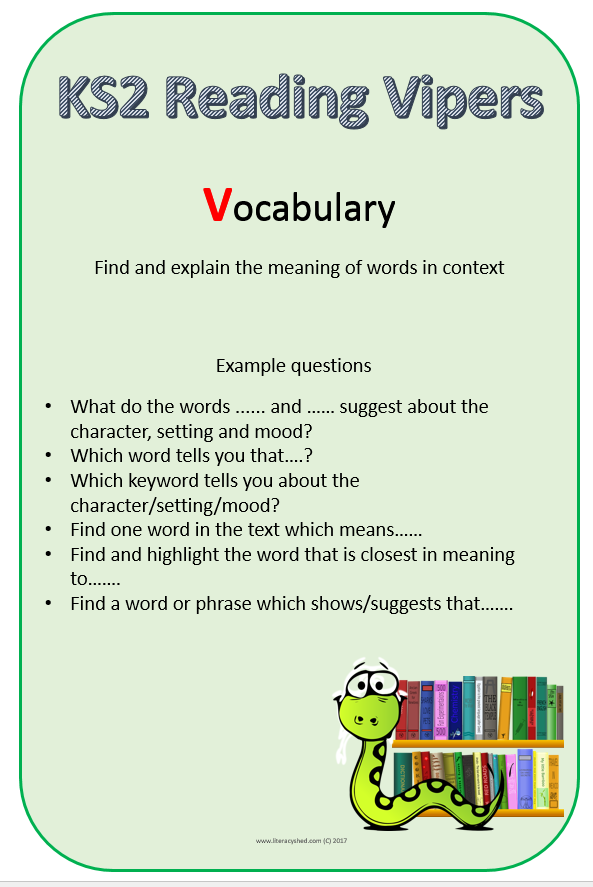 KS2 Reading Vipers
Vocabulary
Find and explain the meaning of words in context
Example questions
• What do the words ...... and ...... suggest about the
character, setting and mood?
• Which word tells you that....?
• Which keyword tells you about the
character/setting/mood?
• Find one word in the text which means......
• Find and highlight the word that is closest in meaning
to.......
• Find a word or phrase which shows/suggests that.......
www.literacyshed.com (C) 2017